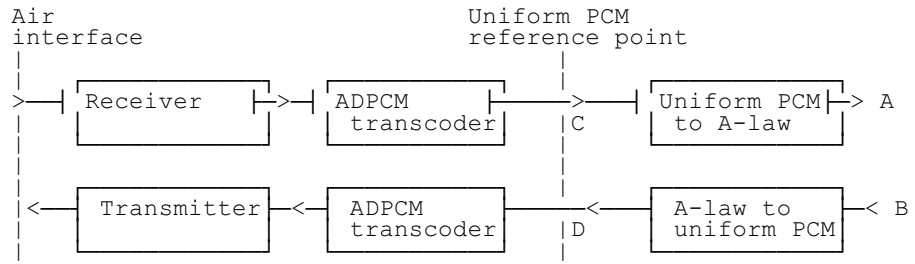 Air Uniform PCM
interface reference point
Receiver ADPCM Uniform PCM A
transcoder C to A-law
Transmitter ADPCM A-law to B
transcoder D uniform PCM